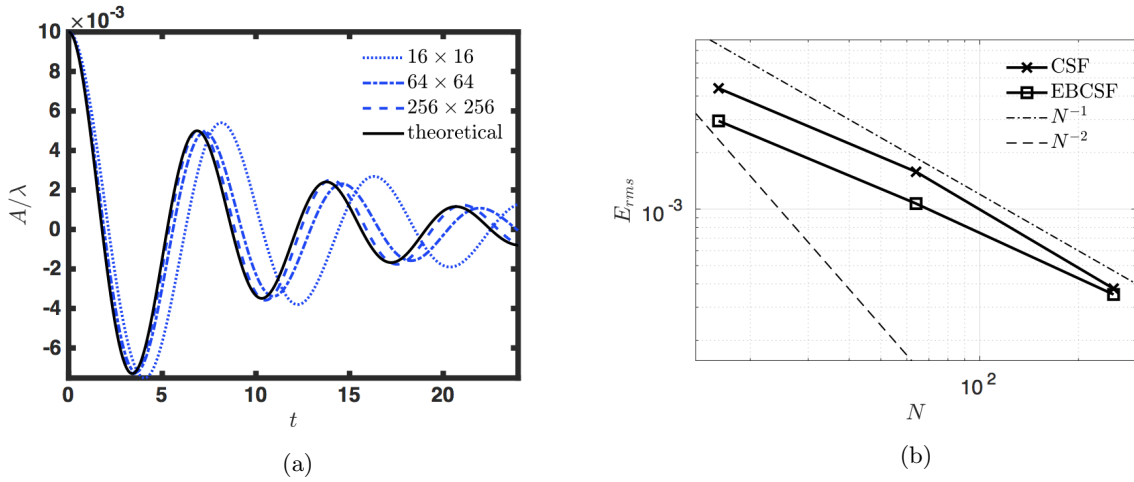 ×10⁻³
10
8
6
4
2
0
-2
-4
-6
A/λ
0
5
10
15
20
t
16 × 16
64 × 64
256 × 256
theoretical
(a)
E_rms
10⁻³
CSF
EBCSF
N⁻¹
N⁻²
10²
N
(b)